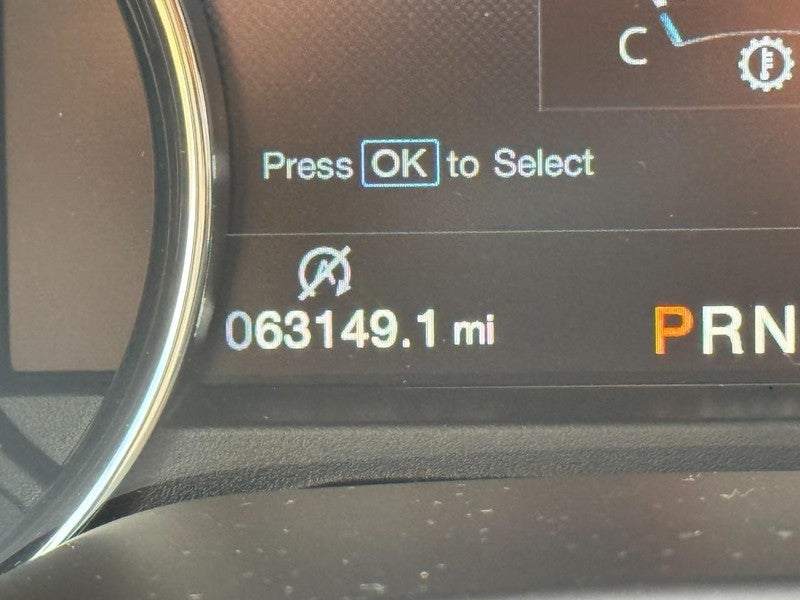 C
Press OK to Select
A
063149.1 mi
PRN